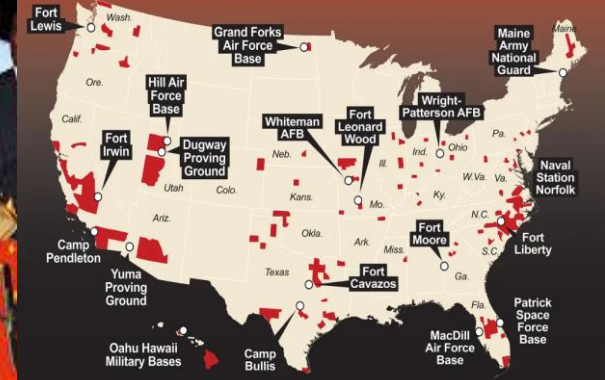 Fort
Lewis
Wash.
Grand Forks
Air Force
Base
Maine
Army
National
Guard
Maine
Ore.
Hill Air
Force
Base
Calif.
Fort
Irwin
Dugway
Proving
Ground
Utah
Colo.
Neb.
Kans.
Whiteman
AFB
Fort
Leonard
Wood
Mo.
Ill.
Ind.
Wright-
Patterson AFB
Ohio
Pa.
W.Va.
Va.
Ky.
Naval
Station
Norfolk
N.C.
S.C.
Fort
Liberty
Ariz.
Okla.
Ark.
Miss.
Fort
Moore
Ga.
Camp
Pendleton
Yuma
Proving
Ground
Texas
Fort
Cavazos
Fla.
Patrick
Space
Force
Base
MacDill
Air Force
Base
Oahu Hawaii
Military Bases
Camp
Bullis